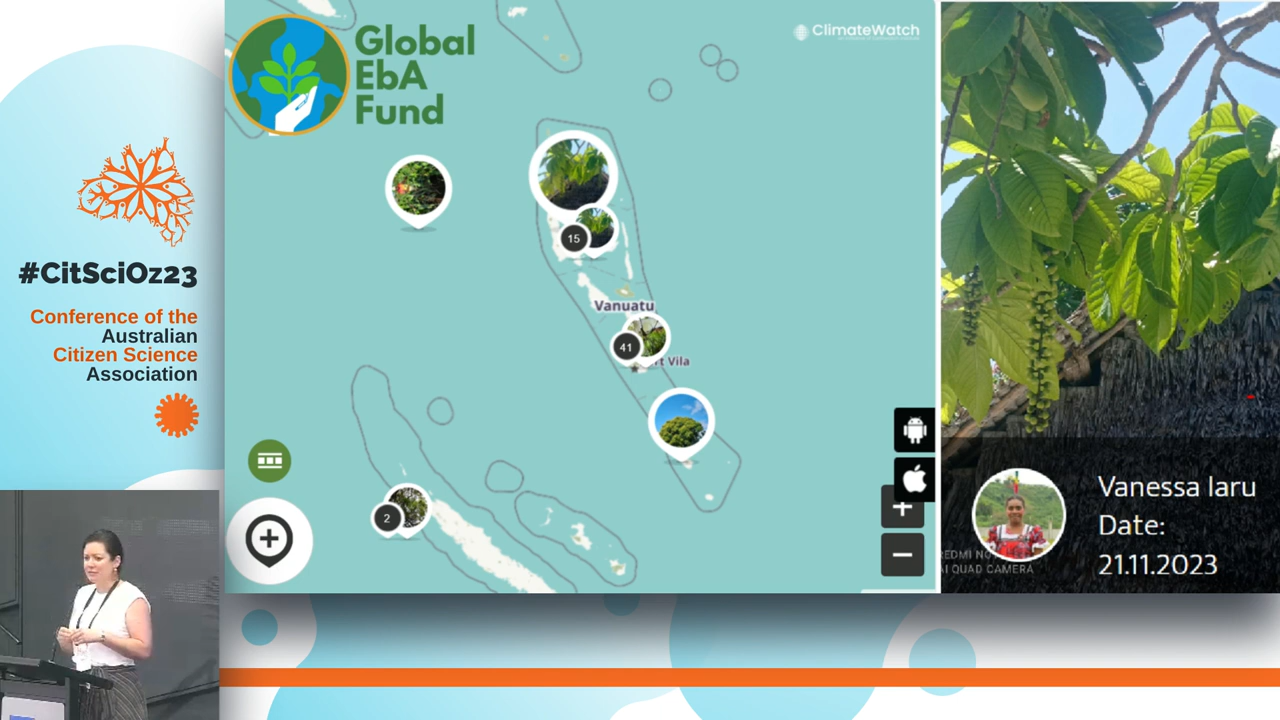 #CitSciOz23
Conference of the
Australian
Citizen Science
Association
Global
EbA
Fund
ClimateWatch
15
Vanuatu
41
rt Vila
2
Vanessa Iaru
Date:
21.11.2023
REDMI NO
AI QUAD CAMERA